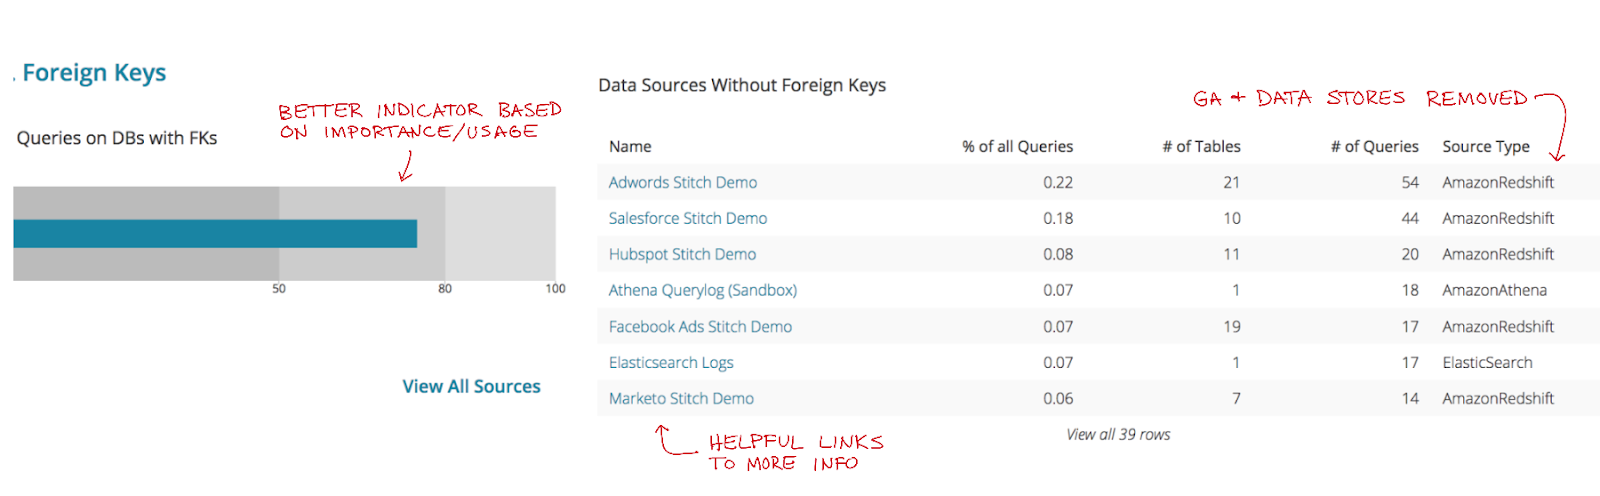 . Foreign Keys
BETTER INDICATOR BASED
ON IMPORTANCE/USAGE
Queries on DBs with FKs
50 80 100
View All Sources
Data Sources Without Foreign Keys
GA + DATA STORES REMOVED
Name % of all Queries # of Tables # of Queries Source Type
Adwords Stitch Demo 0.22 21 54 AmazonRedshift
Salesforce Stitch Demo 0.18 10 44 AmazonRedshift
Hubspot Stitch Demo 0.08 11 20 AmazonRedshift
Athena Querylog (Sandbox) 0.07 1 18 AmazonAthena
Facebook Ads Stitch Demo 0.07 19 17 AmazonRedshift
Elasticsearch Logs 0.07 1 17 ElasticSearch
Marketo Stitch Demo 0.06 7 14 AmazonRedshift
View all 39 rows
HELPFUL LINKS
TO MORE INFO